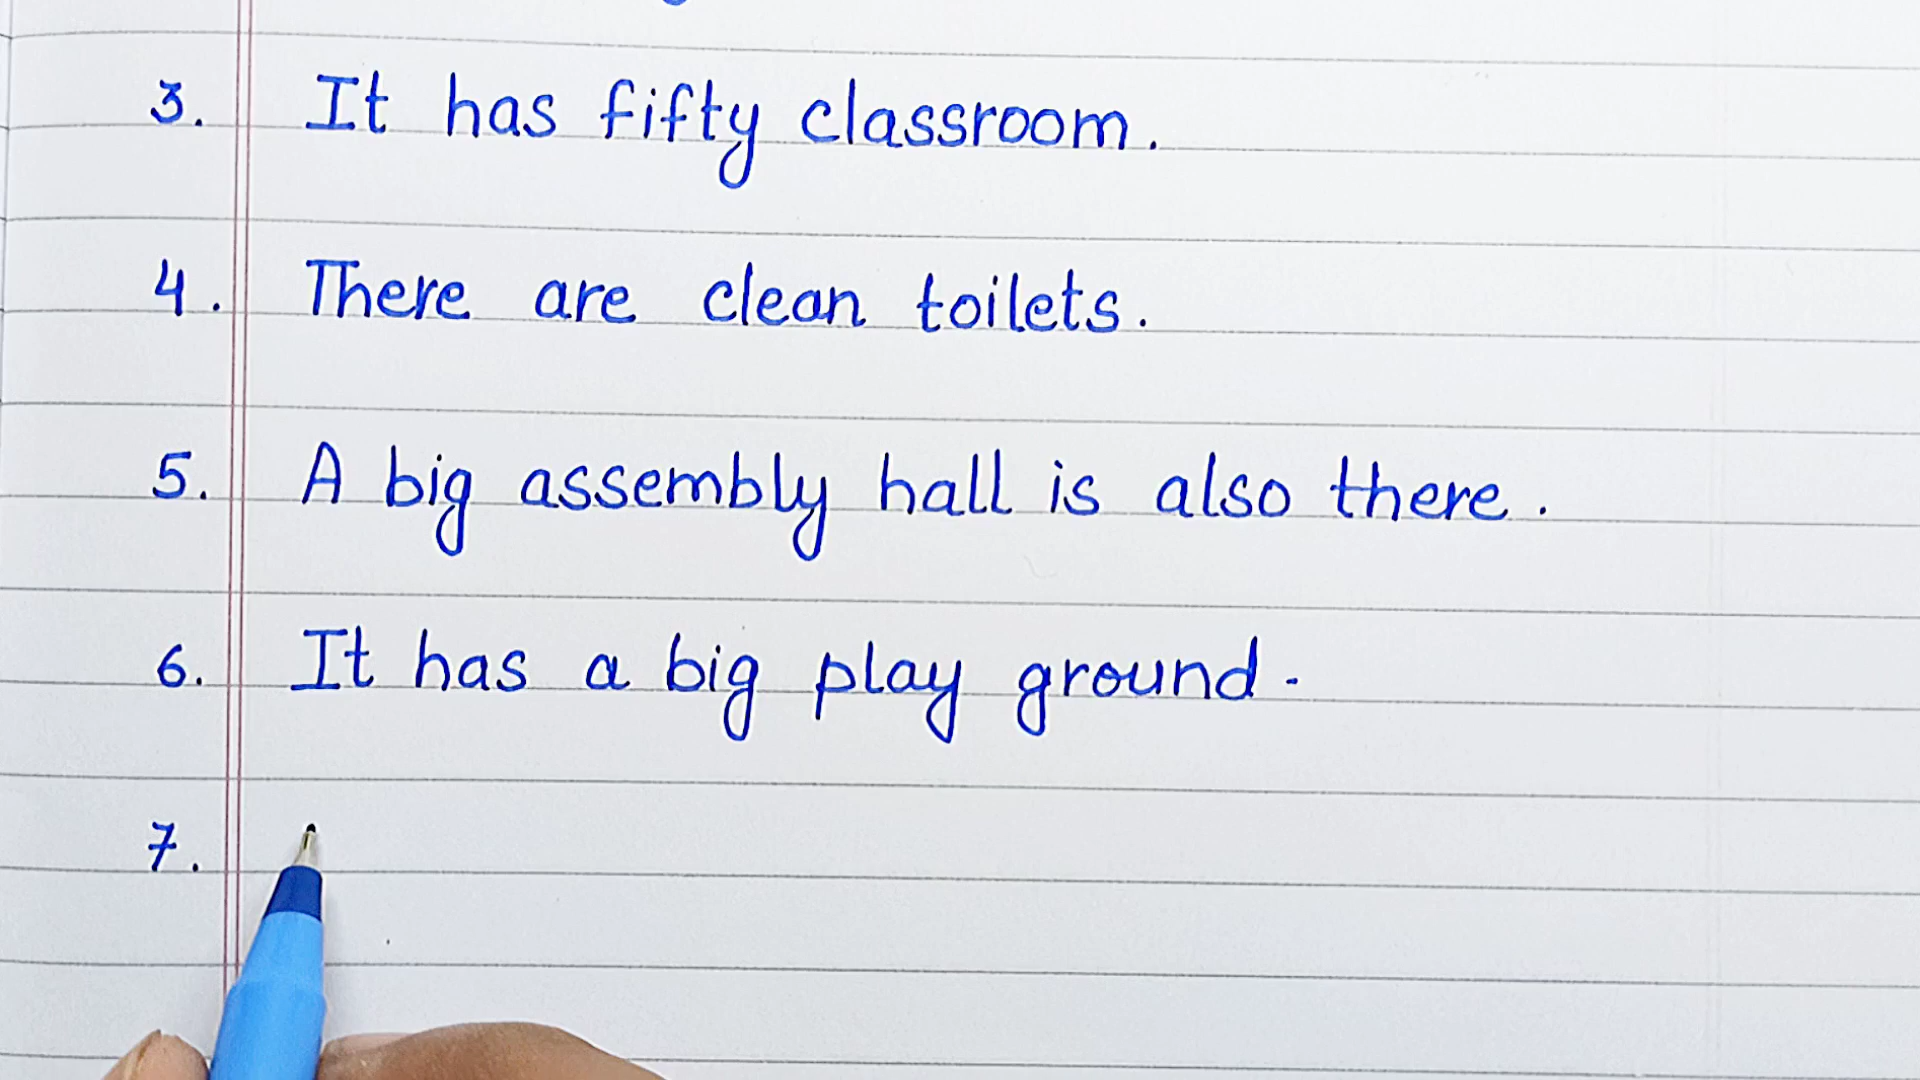 3. It has fifty classroom.
4. There are clean toilets.
5. A big assembly hall is also there.
6. It has a big play ground.
7.